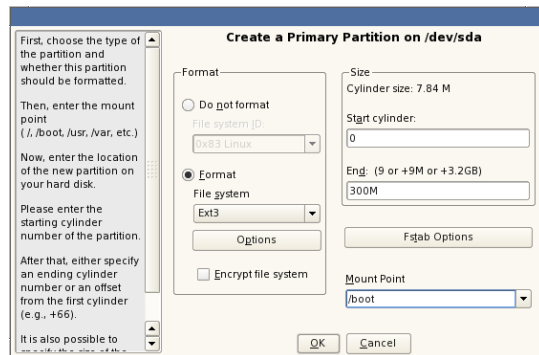 First, choose the type of
the partition and
whether this partition
should be formatted.
Then, enter the mount
point
( /, /boot, /usr, /var, etc.)
Now, enter the location
of the new partition on
your hard disk.
Please enter the
starting cylinder
number of the partition.
After that, either specify
an ending cylinder
number or an offset
from the first cylinder
(e.g., +66).
It is also possible to
Create a Primary Partition on /dev/sda
Format
Do not format
File system ID:
0x83 Linux
Format
File system
Ext3
Options
Encrypt file system
Size
Cylinder size: 7.84 M
Start cylinder:
0
End: (9 or +9M or +3.2GB)
300M
Fstab Options
Mount Point
/boot
OK
Cancel